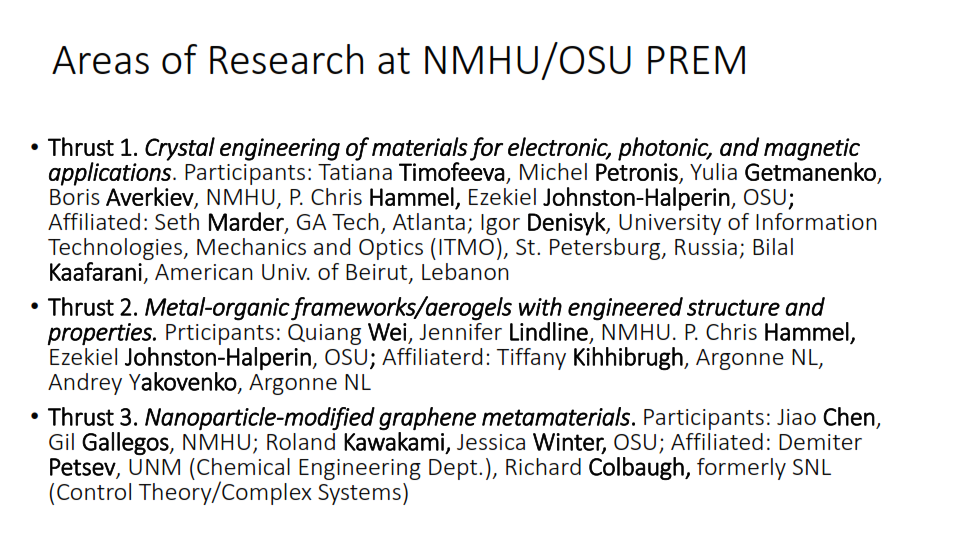 Areas of Research at NMHU/OSU PREM
• Thrust 1. Crystal engineering of materials for electronic, photonic, and magnetic
applications. Participants: Tatiana Timofeeva, Michel Petronis, Yulia Getmanenko,
Boris Averkiev, NMHU, P. Chris Hammel, Ezekiel Johnston-Halperin, OSU;
Affiliated: Seth Marder, GA Tech, Atlanta; Igor Denisyk, University of Information
Technologies, Mechanics and Optics (ITMO), St. Petersburg, Russia; Bilal
Kaafarani, American Univ. of Beirut, Lebanon
• Thrust 2. Metal-organic frameworks/aerogels with engineered structure and
properties. Prticipants: Quiang Wei, Jennifer Lindline, NMHU. P. Chris Hammel,
Ezekiel Johnston-Halperin, OSU; Affiliaterd: Tiffany Kihhibrugh, Argonne NL,
Andrey Yakovenko, Argonne NL
• Thrust 3. Nanoparticle-modified graphene metamaterials. Participants: Jiao Chen,
Gil Gallegos, NMHU; Roland Kawakami, Jessica Winter, OSU; Affiliated: Demiter
Petsev, UNM (Chemical Engineering Dept.), Richard Colbaugh, formerly SNL
(Control Theory/Complex Systems)